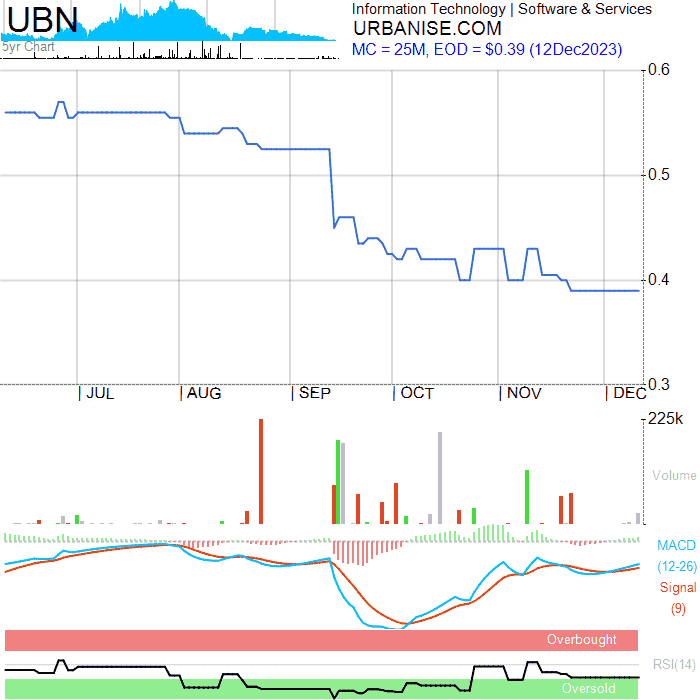 UBN
5yr Chart
Information Technology | Software & Services
URBANISE.COM
MC = 25M, EOD = $0.39 (12Dec2023)
0.6
0.5
0.4
0.3
JUL AUG SEP OCT NOV DEC
225k
Volume
MACD
(12-26)
Signal
(9)
Overbought
RSI(14)
Oversold